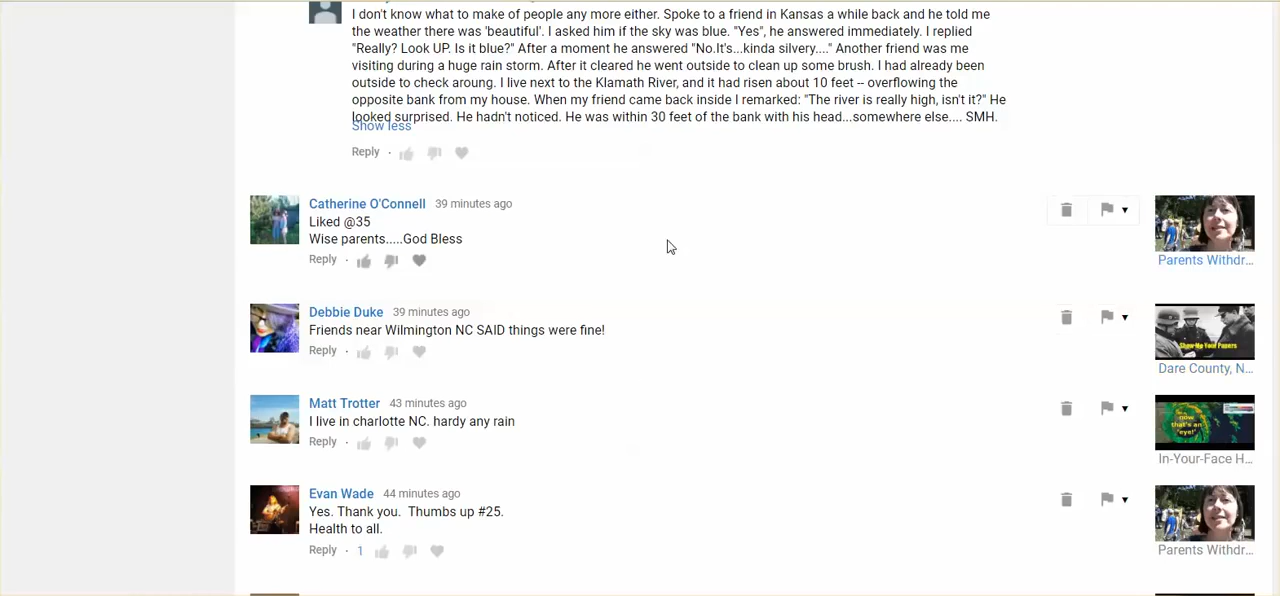 I don't know what to make of people any more either. Spoke to a friend in Kansas a while back and he told me
the weather there was 'beautiful'. I asked him if the sky was blue. "Yes", he answered immediately. I replied
"Really? Look UP. Is it blue?" After a moment he answered "No.It's...kinda silvery...." Another friend was me
visiting during a huge rain storm. After it cleared he went outside to clean up some brush. I had already been
outside to check aroung. I live next to the Klamath River, and it had risen about 10 feet -- overflowing the
opposite bank from my house. When my friend came back inside I remarked: "The river is really high, isn't it?" He
looked surprised. He hadn't noticed. He was within 30 feet of the bank with his head...somewhere else.... SMH.
Show less
Reply ·
Catherine O'Connell 39 minutes ago
Liked @35
Wise parents.....God Bless
Reply ·
Parents Withdr...
Debbie Duke 39 minutes ago
Friends near Wilmington NC SAID things were fine!
Reply ·
Show Me Your Papers
Dare County, N...
Matt Trotter 43 minutes ago
I live in charlotte NC. hardy any rain
Reply ·
now
that's an
"eye!"
In-Your-Face H...
Evan Wade 44 minutes ago
Yes. Thank you. Thumbs up #25.
Health to all.
Reply · 1
Parents Withdr...